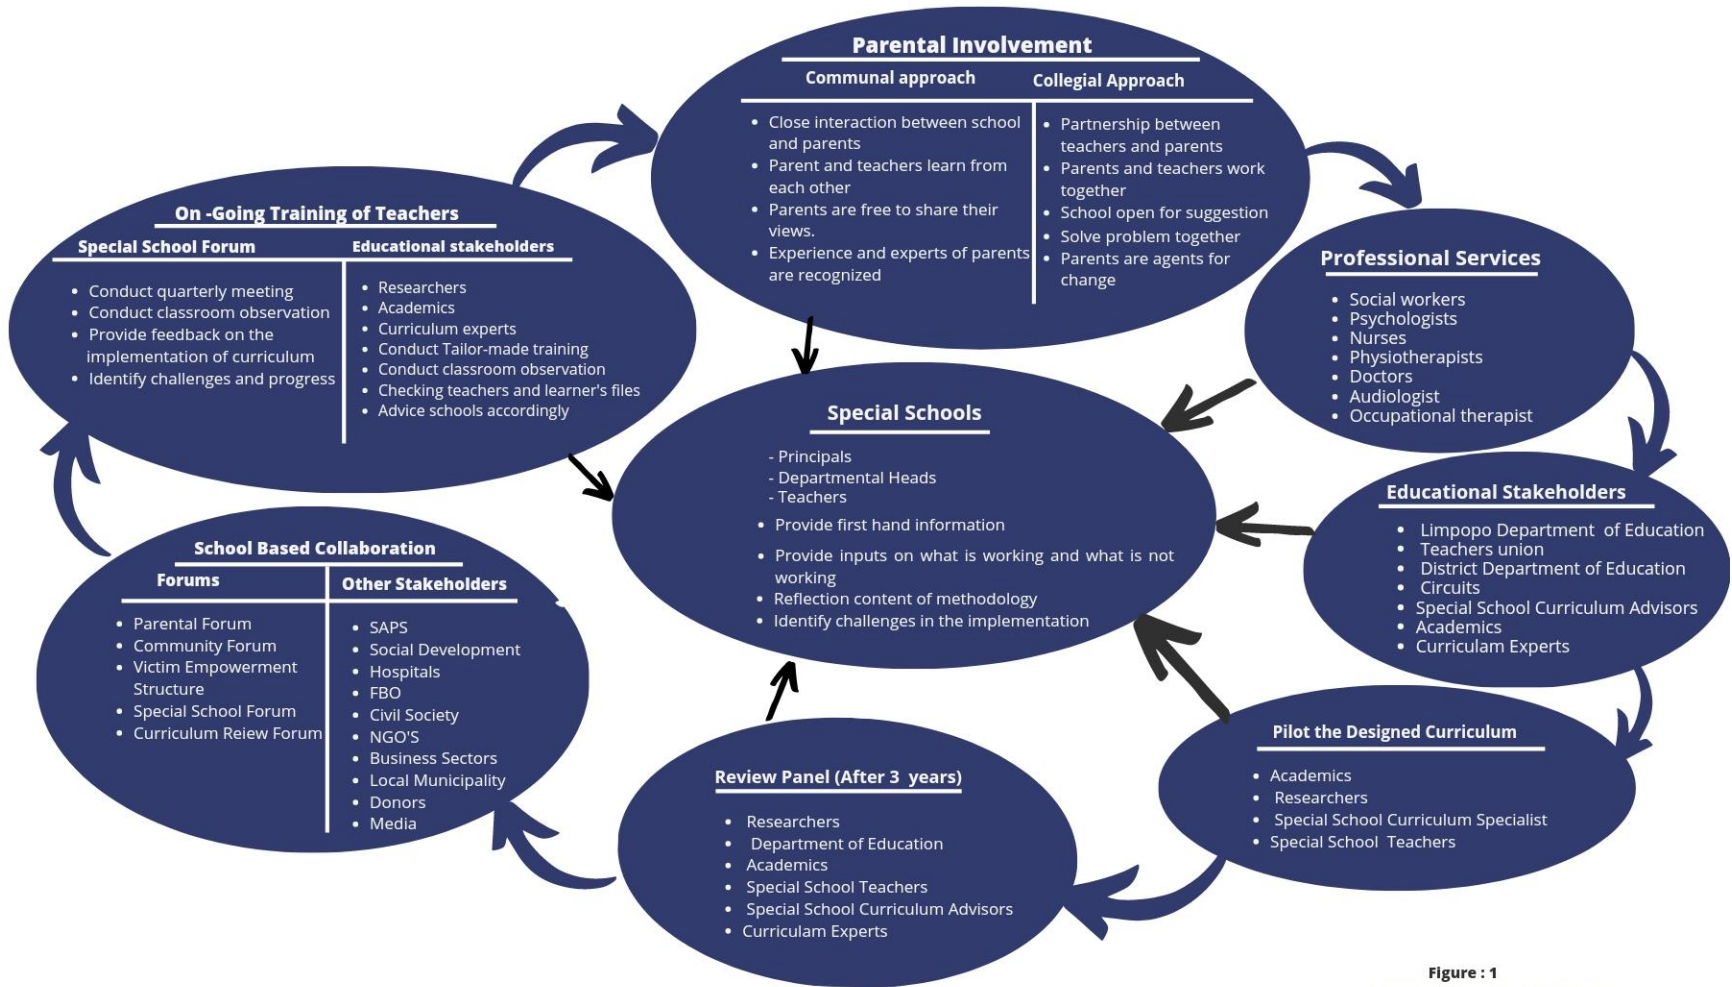 Parental Involvement
Communal approach
Close interaction between school
and parents
Parent and teachers learn from
each other
Parents are free to share their
views.
Experience and experts of parents
are recognized
Collegial Approach
Partnership between
teachers and parents
Parents and teachers work
together
School open for suggestion
Solve problem together
Parents are agents for
change
Professional Services
Social workers
Psychologists
Nurses
Physiotherapists
Doctors
Audiologist
Occupational therapist
Educational Stakeholders
Limpopo Department of Education
Teachers union
District Department of Education
Circuits
Special School Curriculum Advisors
Academics
Curriculam Experts
Pilot the Designed Curriculum
Academics
Researchers
Special School Curriculum Specialist
Special School Teachers
Review Panel (After 3 years)
Researchers
Department of Education
Academics
Special School Teachers
Special School Curriculum Advisors
Curriculam Experts
School Based Collaboration
Forums
Parental Forum
Community Forum
Victim Empowerment
Structure
Special School Forum
Curriculum Reiew Forum
Other Stakeholders
SAPS
Social Development
Hospitals
FBO
Civil Society
NGO'S
Business Sectors
Local Municipality
Donors
Media
On -Going Training of Teachers
Special School Forum
Conduct quarterly meeting
Conduct classroom observation
Provide feedback on the
implementation of curriculum
Identify challenges and progress
Educational stakeholders
Researchers
Academics
Curriculum experts
Conduct Tailor-made training
Conduct classroom observation
Checking teachers and learner's files
Advice schools accordingly
Special Schools
- Principals
- Departmental Heads
- Teachers
Provide first hand information
Provide inputs on what is working and what is not
working
Reflection content of methodology
Identify challenges in the implementation
Figure : 1